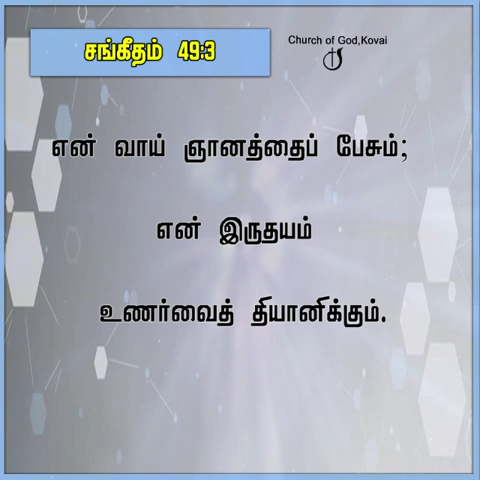 சங்கீதம் 49:3
Church of God,Kovai
என் வாய் ஞானத்தைப் பேசும்;
என் இருதயம்
உணர்வைத் தியானிக்கும்.